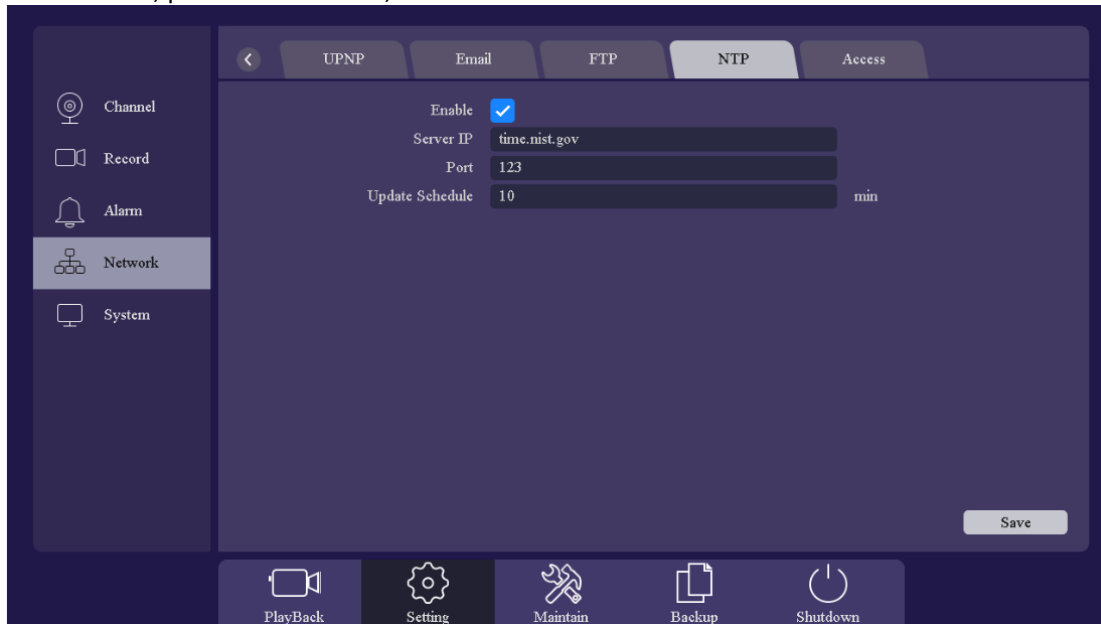 UPNP Email FTP NTP Access
Channel
Record
Alarm
Network
System
Enable
Server IP time.nist.gov
Port 123
Update Schedule 10 min
Save
PlayBack Setting Maintain Backup Shutdown